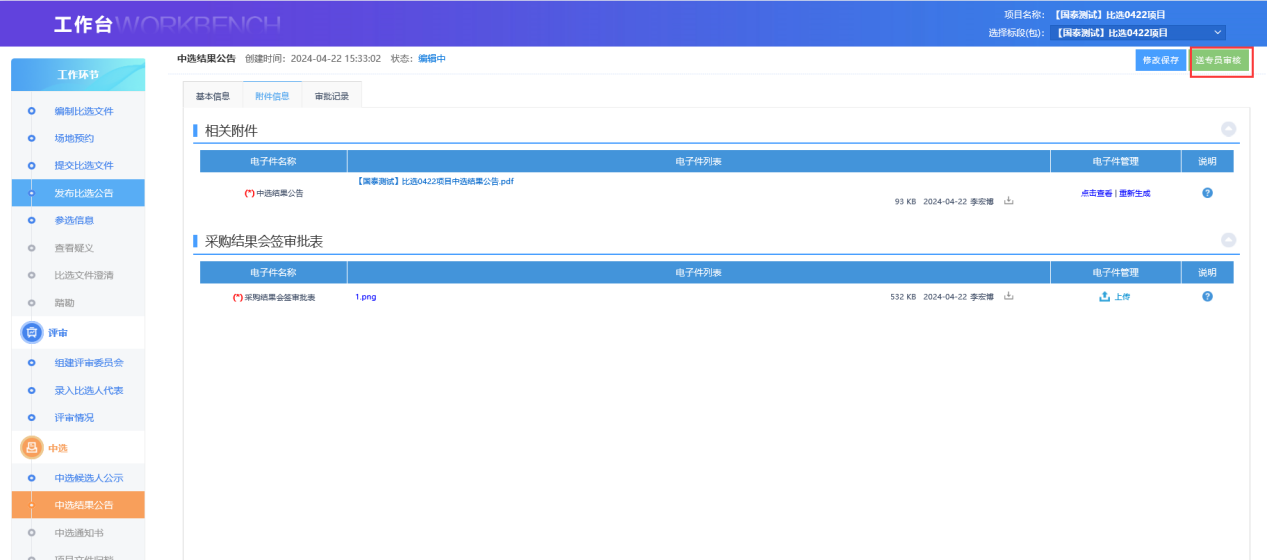 工作台WORKBENCH
项目名称: 【国泰测试】比选0422项目
选择标段(包): 【国泰测试】比选0422项目
工作环节
编制比选文件
场地预约
提交比选文件
发布比选公告
参选信息
查看疑义
比选文件澄清
踏勘
评审
组建评审委员会
录入比选人代表
评审情况
中选
中选候选人公示
中选结果公告
中选通知书
项目文件归档
中选结果公告 创建时间: 2024-04-22 15:33:02 状态: 编辑中
修改保存 送专员审核
基本信息 附件信息 审批记录
相关附件
电子件名称 电子件列表 电子件管理 说明
(*) 中选结果公告 【国泰测试】比选0422项目中选结果公告.pdf
93 KB 2024-04-22 李宏博
点击查看 | 重新生成
采购结果会签审批表
电子件名称 电子件列表 电子件管理 说明
(*) 采购结果会签审批表 1.png 532 KB 2024-04-22 李宏博 上传